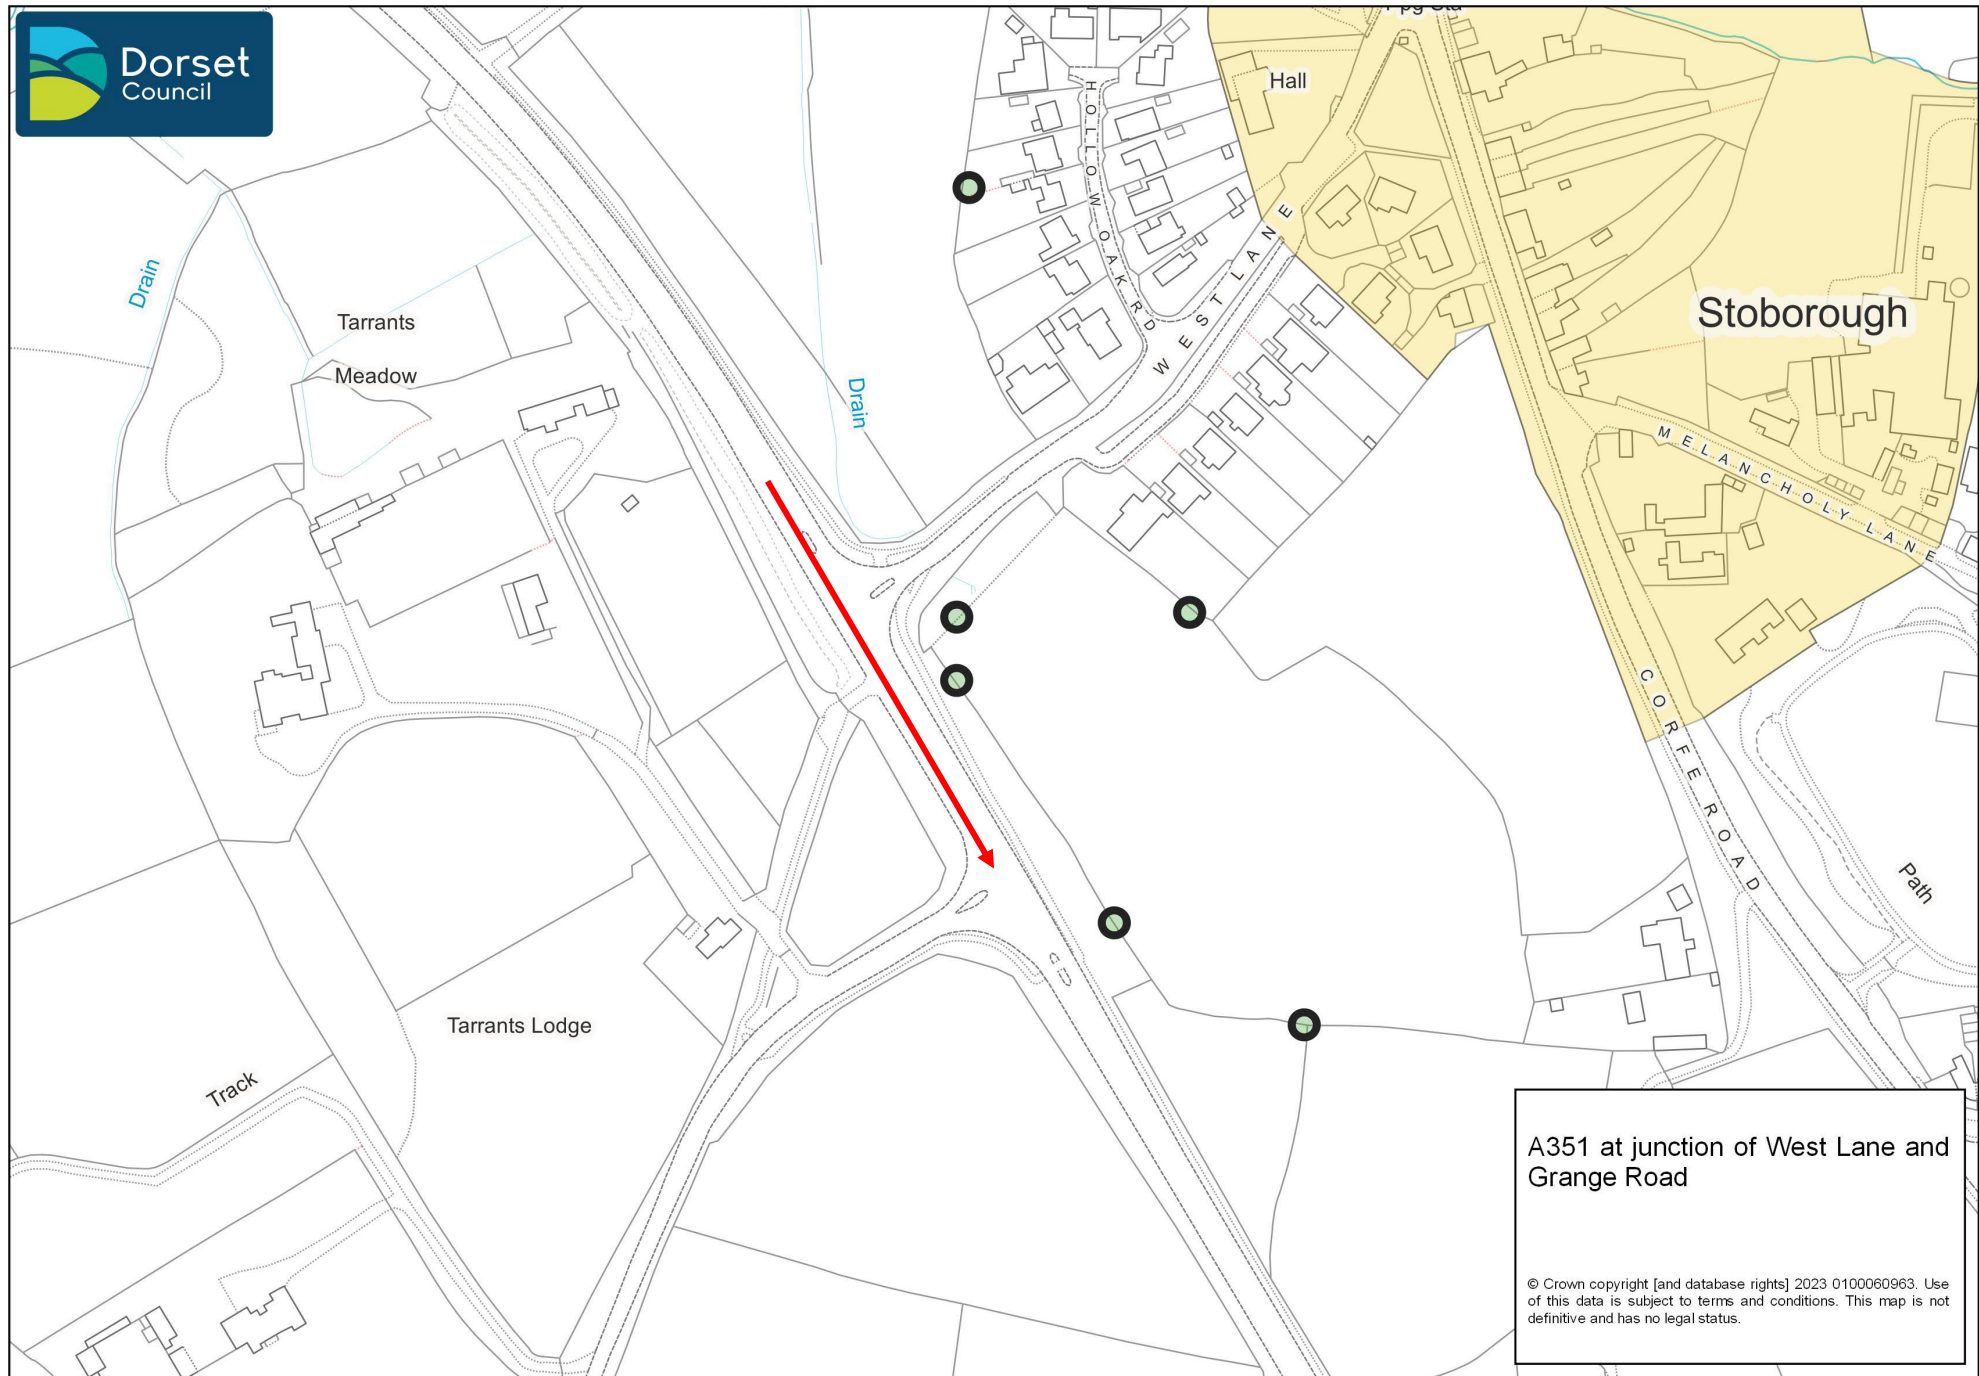 Dorset
Council
Hall
HOLLOW OAK RD
WEST LANE
Stoborough
Drain
Tarrants
Meadow
Drain
MELANCHOLY LANE
CORFE ROAD
Path
Tarrants Lodge
Track
A351 at junction of West Lane and
Grange Road
© Crown copyright [and database rights] 2023 0100060963. Use
of this data is subject to terms and conditions. This map is not
definitive and has no legal status.